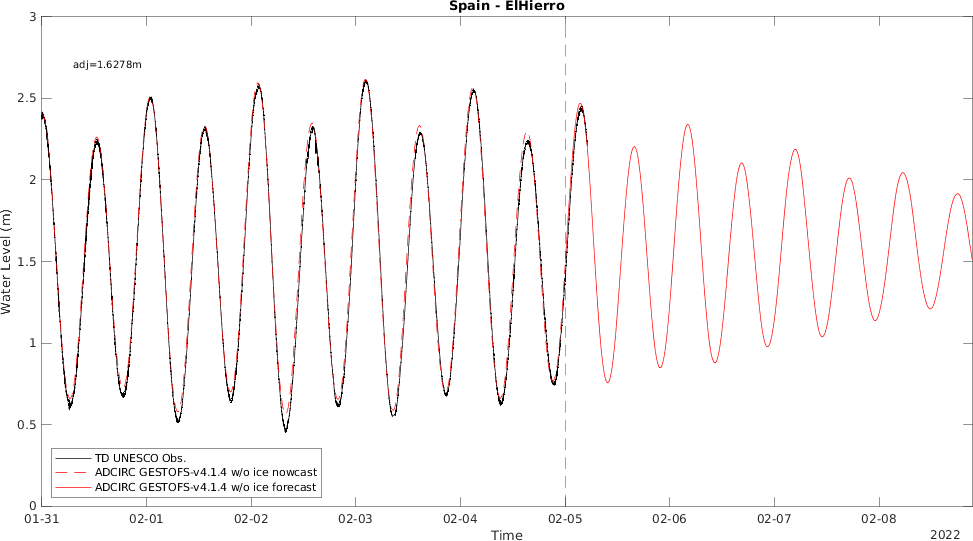 Spain - ElHierro
adj=1.6278m
3
2.5
2
1.5
1
0.5
0
Water Level (m)
TD UNESCO Obs.
ADCIRC GESTOFS-v4.1.4 w/o ice nowcast
ADCIRC GESTOFS-v4.1.4 w/o ice forecast
01-31 02-01 02-02 02-03 02-04 02-05 02-06 02-07 02-08
Time
2022